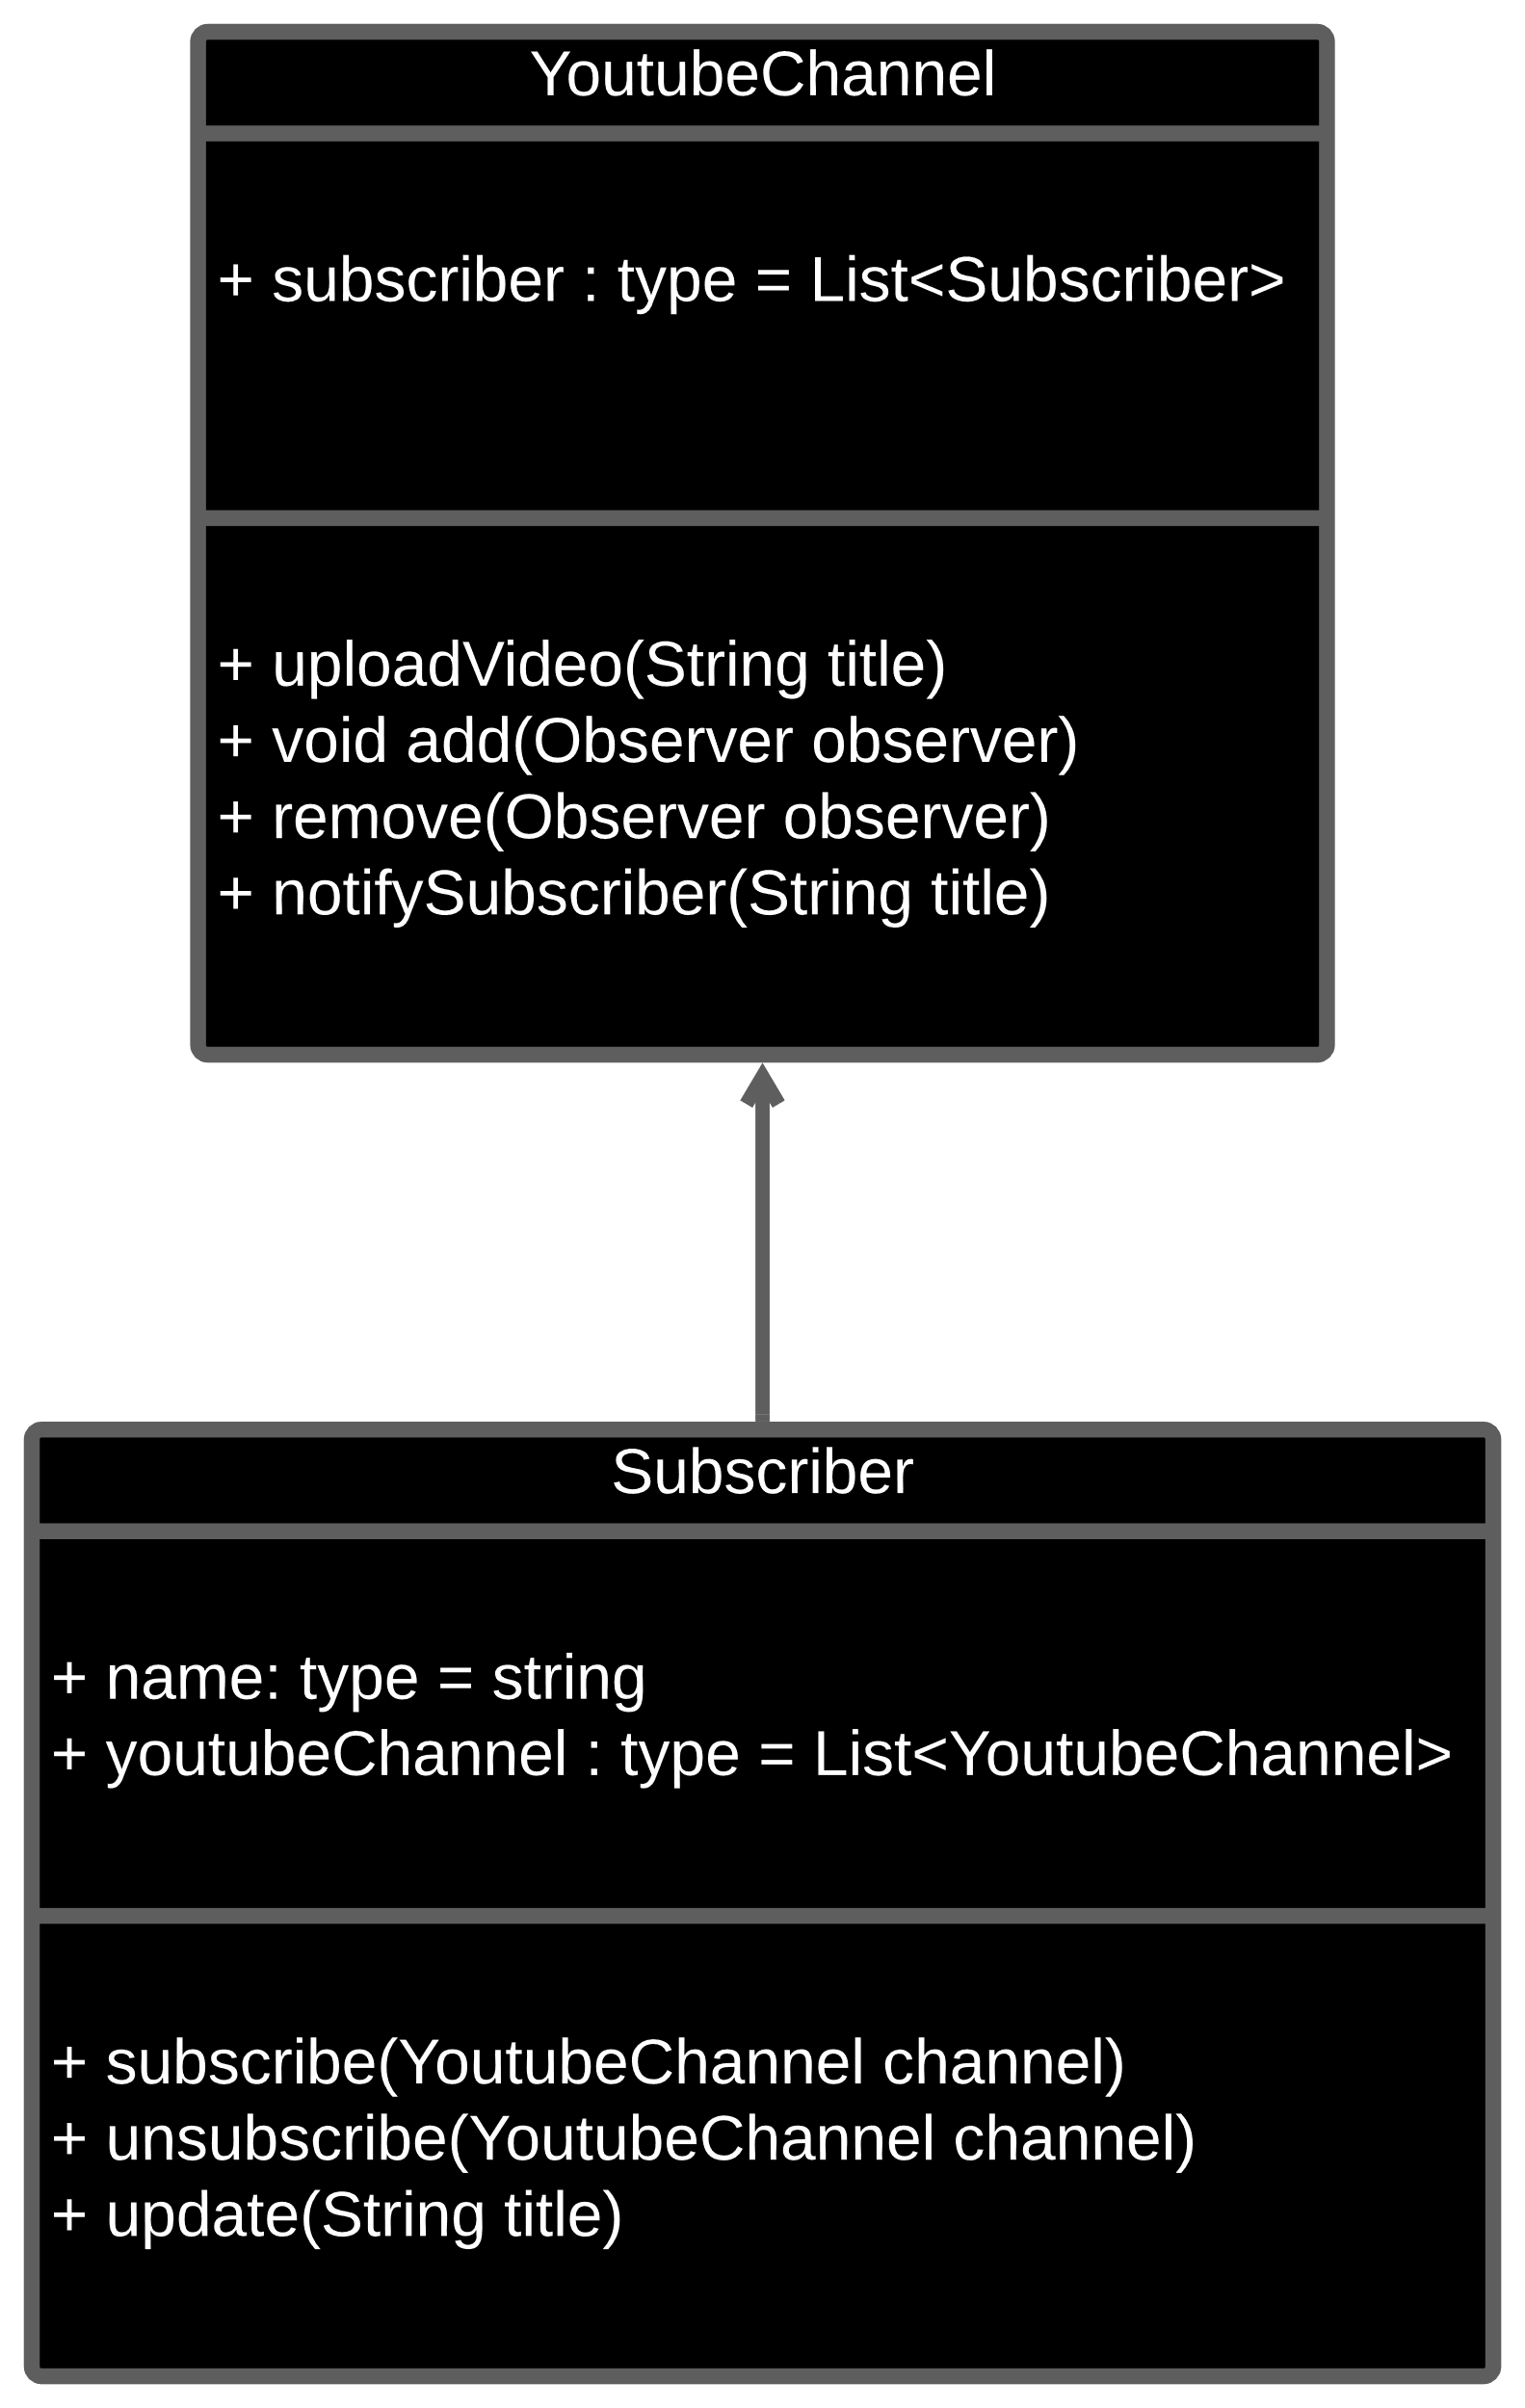 YoutubeChannel
+ subscriber : type = List<Subscriber>
+ uploadVideo(String title)
+ void add(Observer observer)
+ remove(Observer observer)
+ notifySubscriber(String title)
Subscriber
+ name: type = string
+ youtubeChannel : type = List<YoutubeChannel>
+ subscribe(YoutubeChannel channel)
+ unsubscribe(YoutubeChannel channel)
+ update(String title)